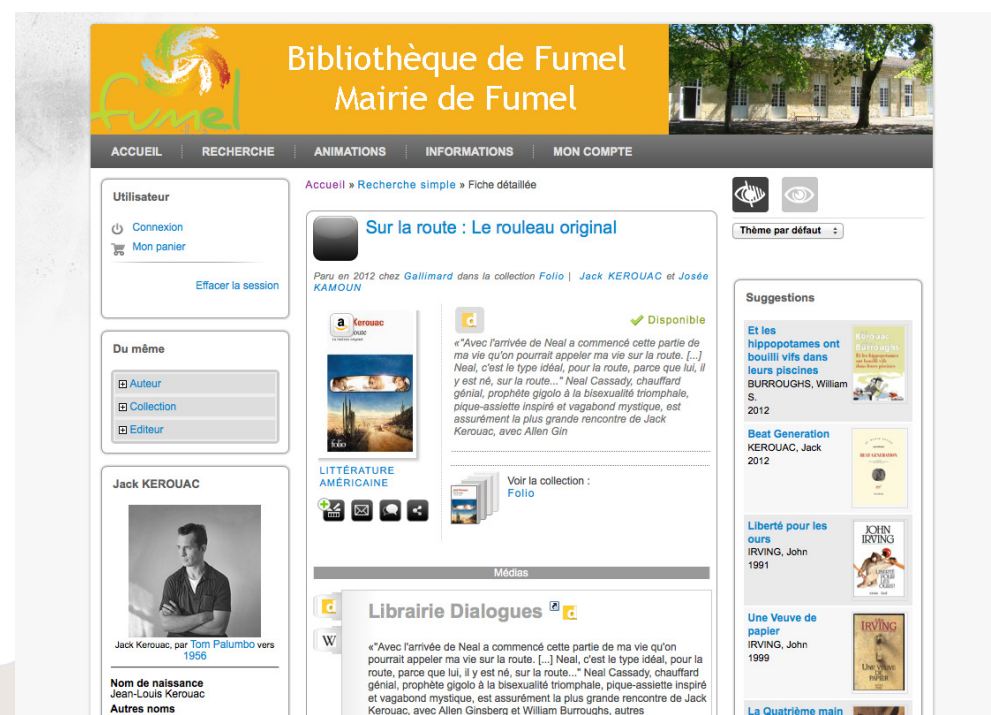 fumel
Bibliothèque de Fumel
Mairie de Fumel
ACCUEIL
RECHERCHE
ANIMATIONS
INFORMATIONS
MON COMPTE
Utilisateur
Connexion
Mon panier
Effacer la session
Du même
Auteur
Collection
Editeur
Jack KEROUAC
Jack Kerouac, par Tom Palumbo vers
1956
Nom de naissance
Jean-Louis Kerouac
Autres noms
Accueil » Recherche simple » Fiche détaillée
Sur la route : Le rouleau original
Paru en 2012 chez Gallimard dans la collection Folio | Jack KEROUAC et Josée
KAMOUN
a Kerouac
folio
LITTÉRATURE
AMÉRICAINE
d
Disponible
«"Avec l'arrivée de Neal a commencé cette partie de
ma vie qu'on pourrait appeler ma vie sur la route. [...]
Neal, c'est le type idéal, pour la route, parce que lui, il
y est né, sur la route..." Neal Cassady, chauffard
génial, prophète gigolo à la bisexualité triomphale,
pique-assiette inspiré et vagabond mystique, est
assurément la plus grande rencontre de Jack
Kerouac, avec Allen Gin
Voir la collection :
Folio
Médias
d
W
Librairie Dialogues d
«"Avec l'arrivée de Neal a commencé cette partie de ma vie qu'on
pourrait appeler ma vie sur la route. [...] Neal, c'est le type idéal, pour la
route, parce que lui, il y est né, sur la route..." Neal Cassady, chauffard
génial, prophète gigolo à la bisexualité triomphale, pique-assiette inspiré
et vagabond mystique, est assurément la plus grande rencontre de Jack
Kerouac, avec Allen Ginsberg et William Burroughs, autres
Thème par défaut
Suggestions
Et les
hippopotames ont
bouilli vifs dans
leurs piscines
BURROUGHS, William
S.
2012
Kerouac
Burroughs
Beat Generation
KEROUAC, Jack
2012
BEAT GENERATION
Liberté pour les
ours
IRVING, John
1991
JOHN
IRVING
LIBERTÉ
POUR
LES
OURS!
Une Veuve de
papier
IRVING, John
1999
IRVING
UNE VEUVE
DE
PAPIER
La Quatrième main